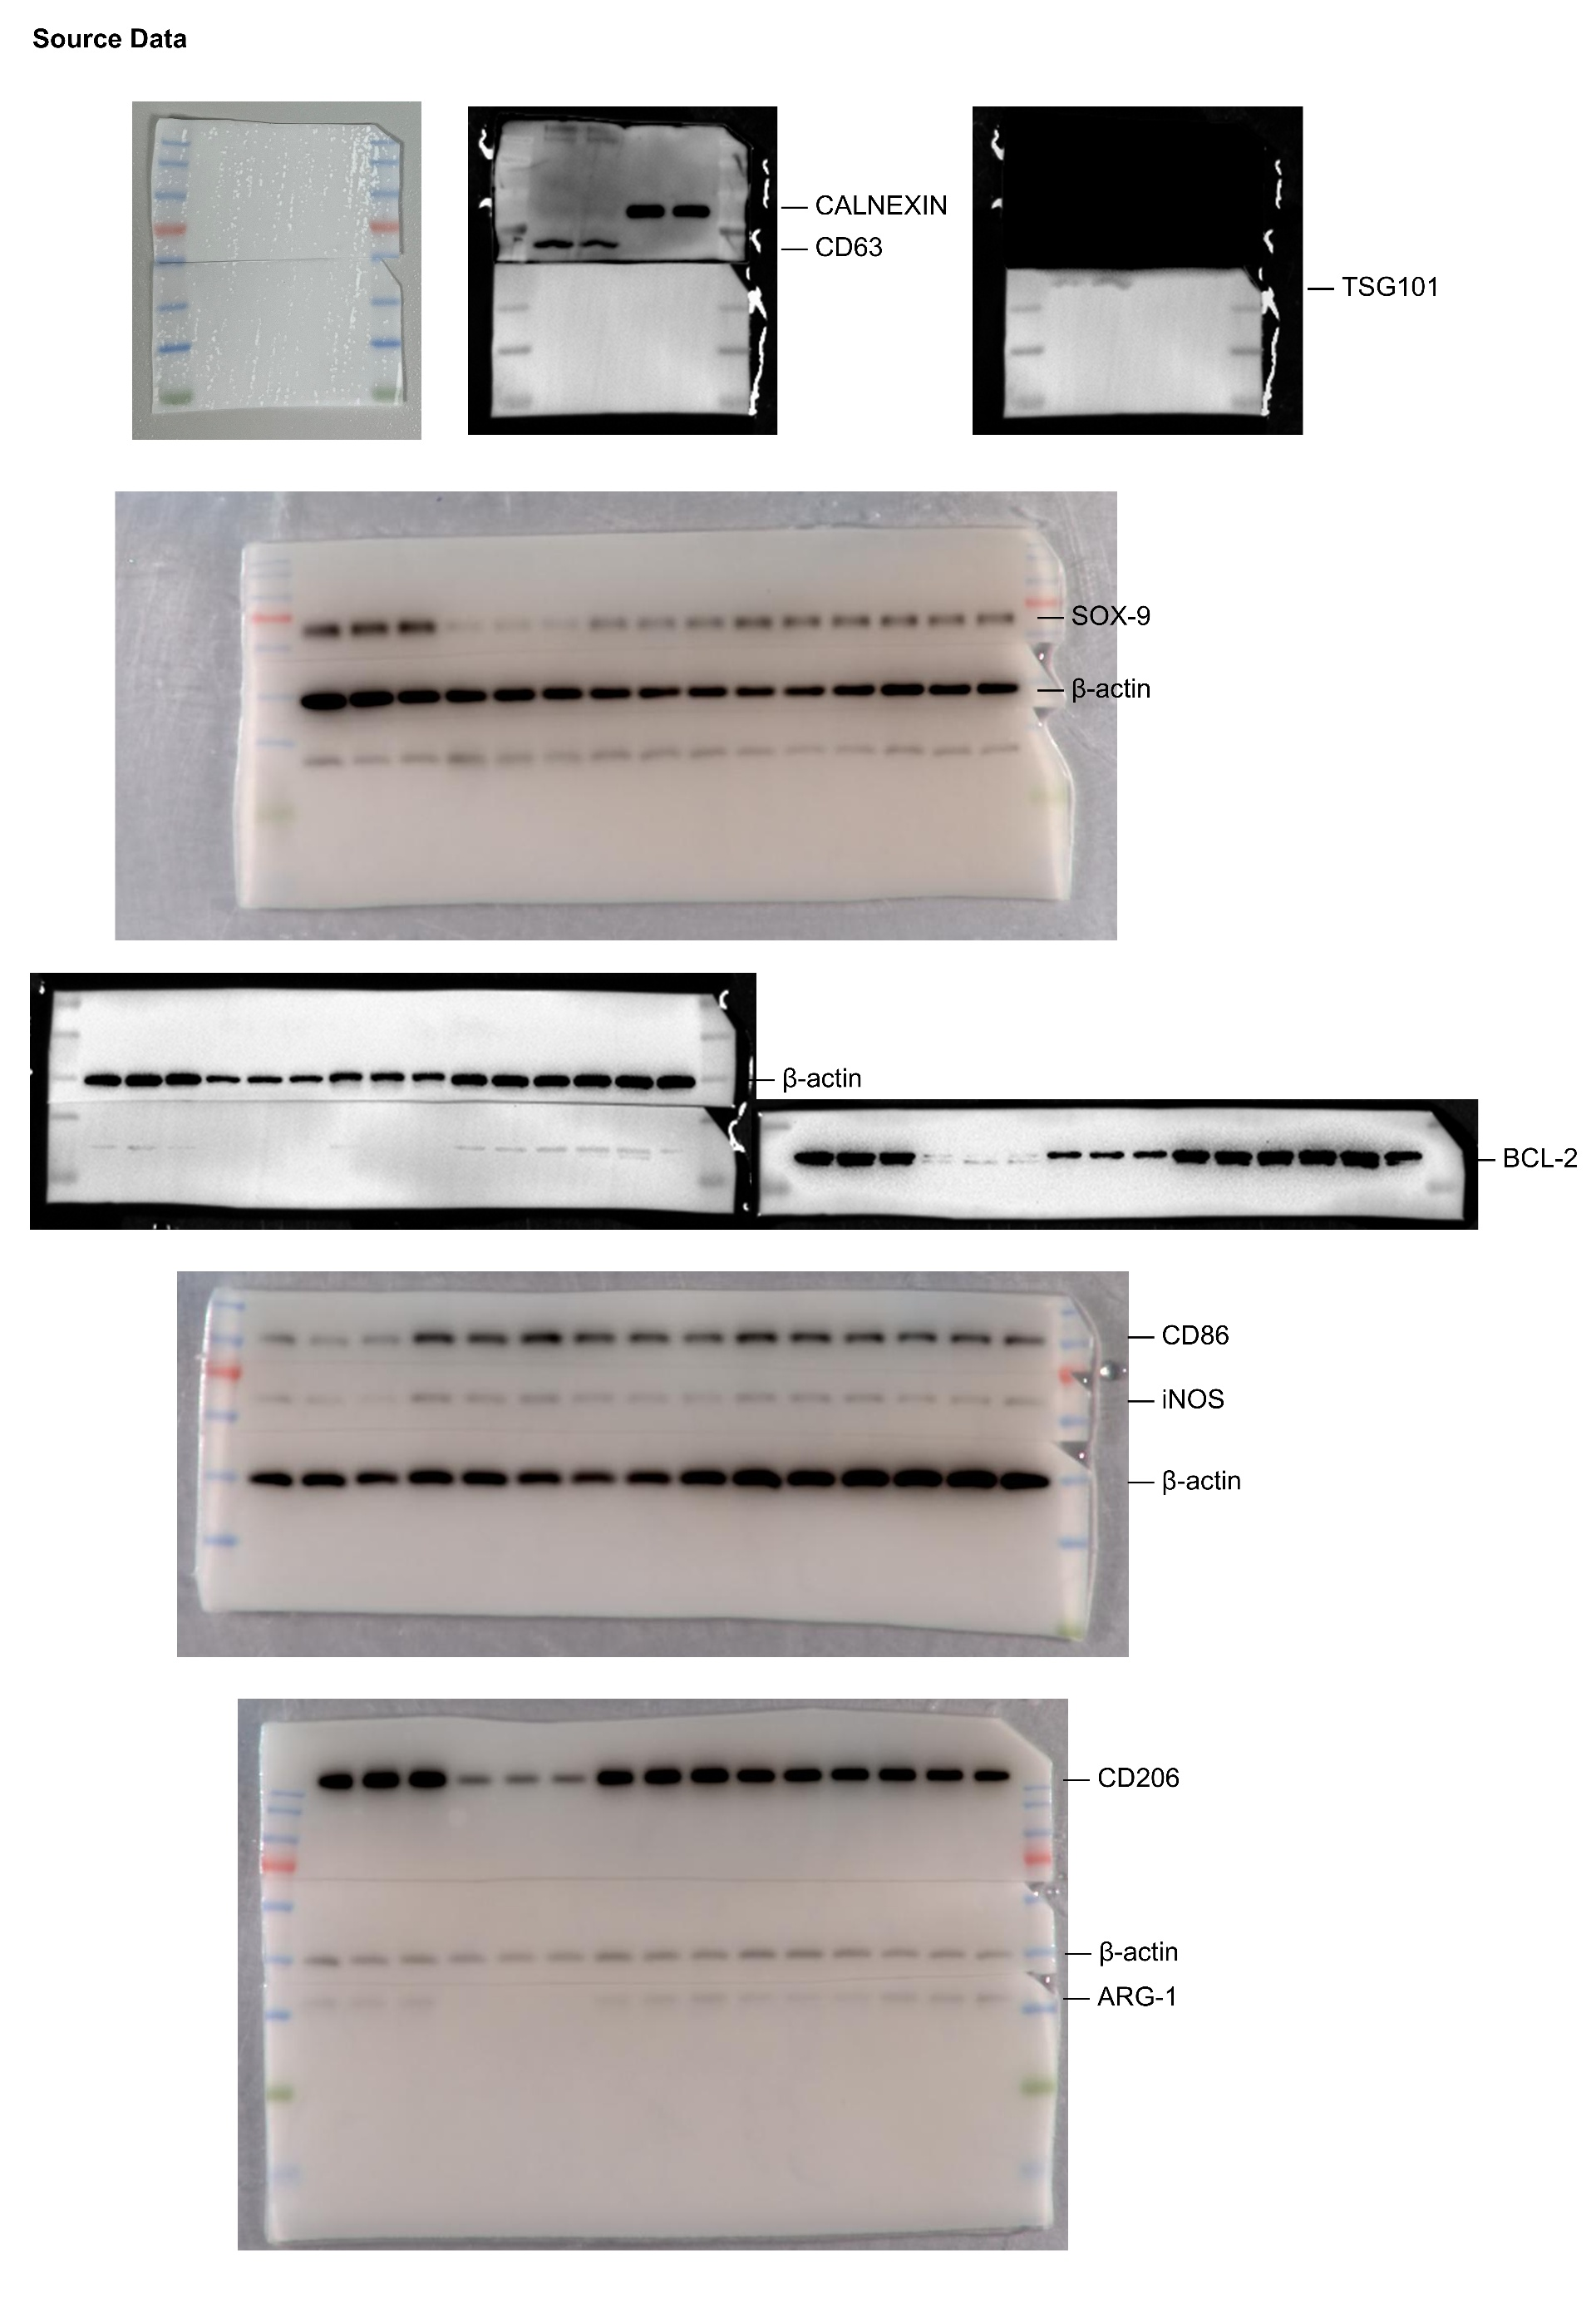 Source Data
CALNEXIN
CD63
TSG101
SOX-9
β-actin
β-actin
BCL-2
CD86
iNOS
β-actin
CD206
β-actin
ARG-1